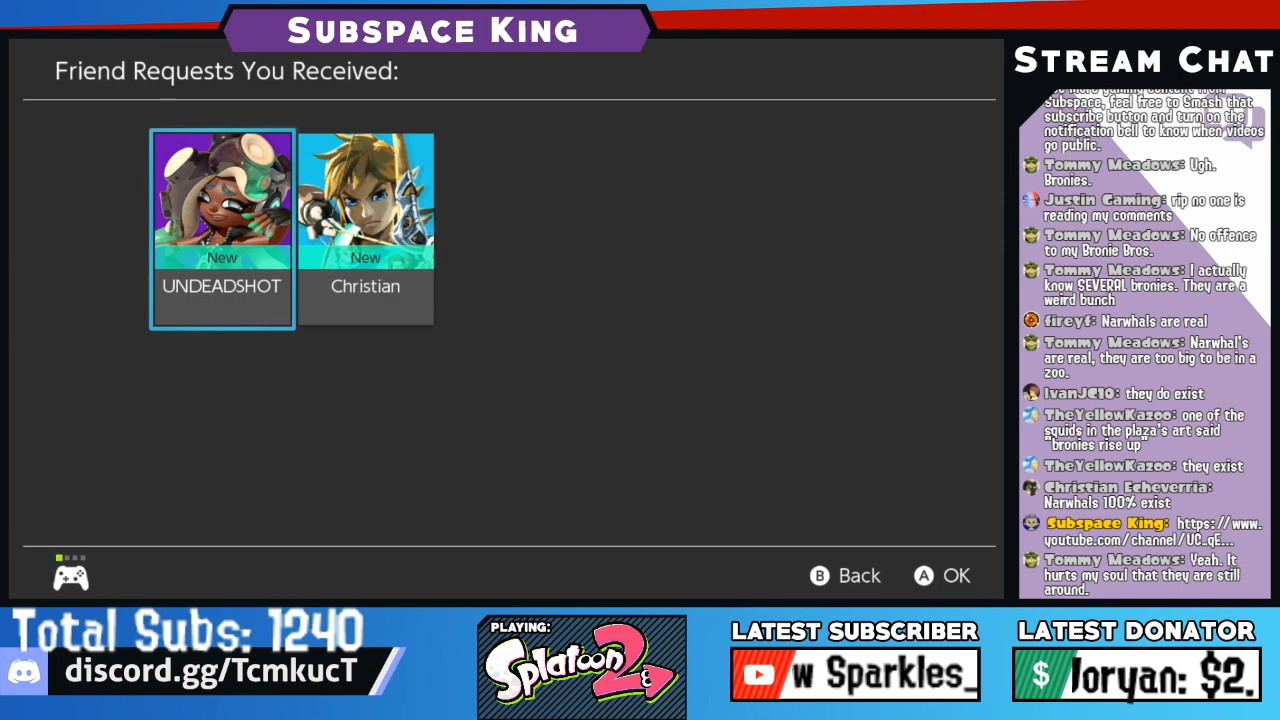 SUBSPACE KING
Friend Requests You Received:
New
UNDEADSHOT
New
Christian
B Back
A OK
STREAM CHAT
subspace, feel free to Smash that
subscribe button and turn on the
notification bell to know when videos
go public.
Tommy Meadows: Ugh.
Bronies.
Justin Gaming: rip no one is
reading my comments
Tommy Meadows: No offence
to my Bronie Bros.
Tommy Meadows: I actually
know SEVERAL bronies. They are a
weird bunch
fireyf: Narwhals are real
Tommy Meadows: Narwhal's
are real, they are too big to be in a
zoo.
IvanJC10: they do exist
TheYellowKazoo: one of the
squids in the plaza's art said
"bronies rise up"
TheYellowKazoo: they exist
Christian Echeverria:
Narwhals 100% exist
Subspace King: https://www.
youtube.com/channel/UC_qE...
Tommy Meadows: Yeah. It
hurts my soul that they are still
around.
Total Subs: 1240
discord.gg/TcmkucT
PLAYING:
Splatoon 2
LATEST SUBSCRIBER
w Sparkles_
LATEST DONATOR
$ Joryan: $2.